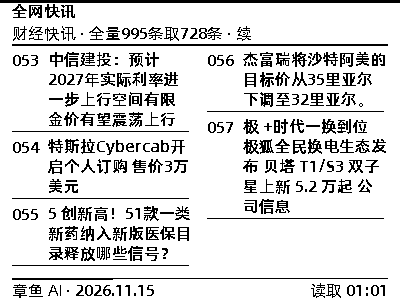 全网快讯
财经快讯 · 全量995条取728条 · 续
053 中信建投：预计
2027年实际利率进
一步上行空间有限
金价有望震荡上行
054 特斯拉Cybercab开
启个人订购 售价3万
美元
055 5 创新高！51款一类
新药纳入新版医保目
录释放哪些信号？
056 杰富瑞将沙特阿美的
目标价从35里亚尔
下调至32里亚尔。
057 极 +时代一换到位
极狐全民换电生态发
布 贝塔 T1/S3 双子
星上新 5.2 万起 公
司信息
章鱼 AI · 2026.11.15
读取 01:01